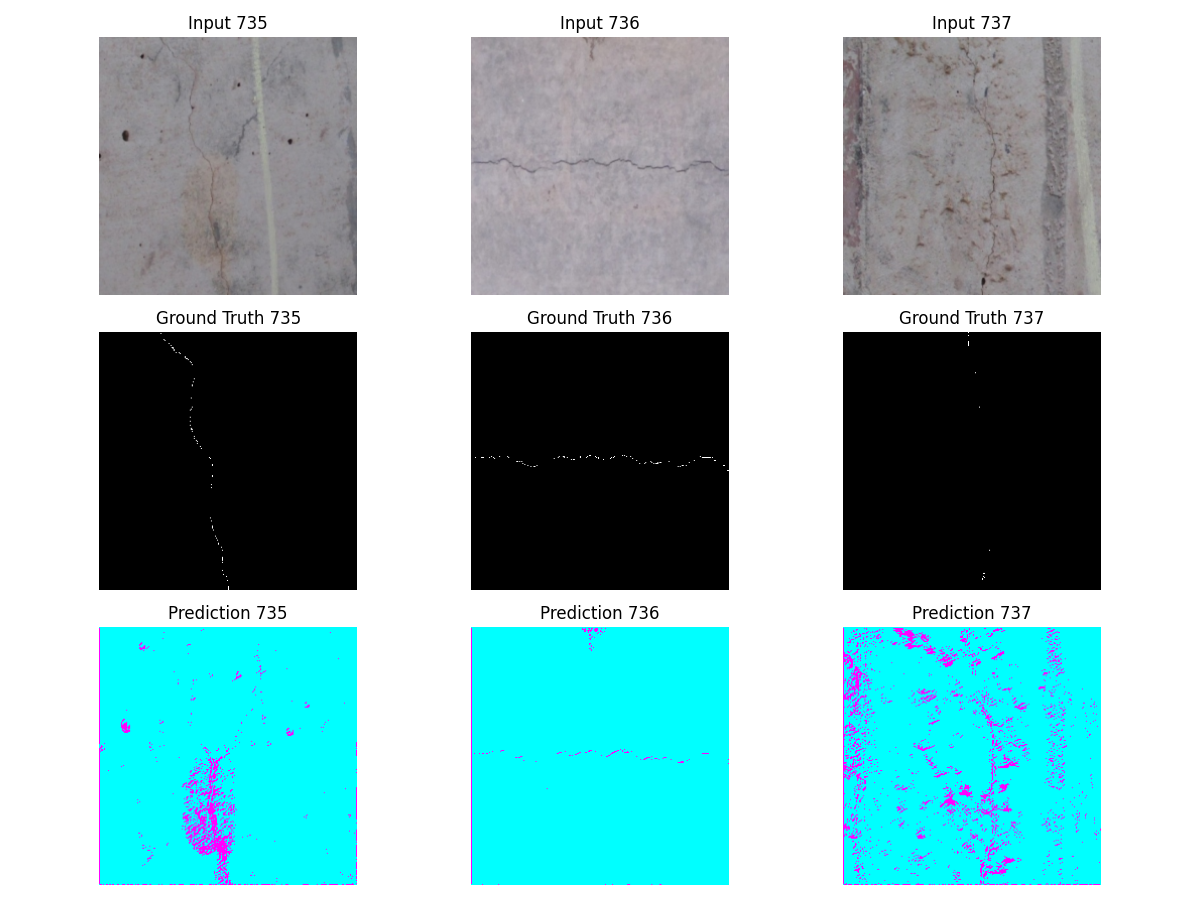 Input 735
Input 736
Input 737
Ground Truth 735
Ground Truth 736
Ground Truth 737
Prediction 735
Prediction 736
Prediction 737